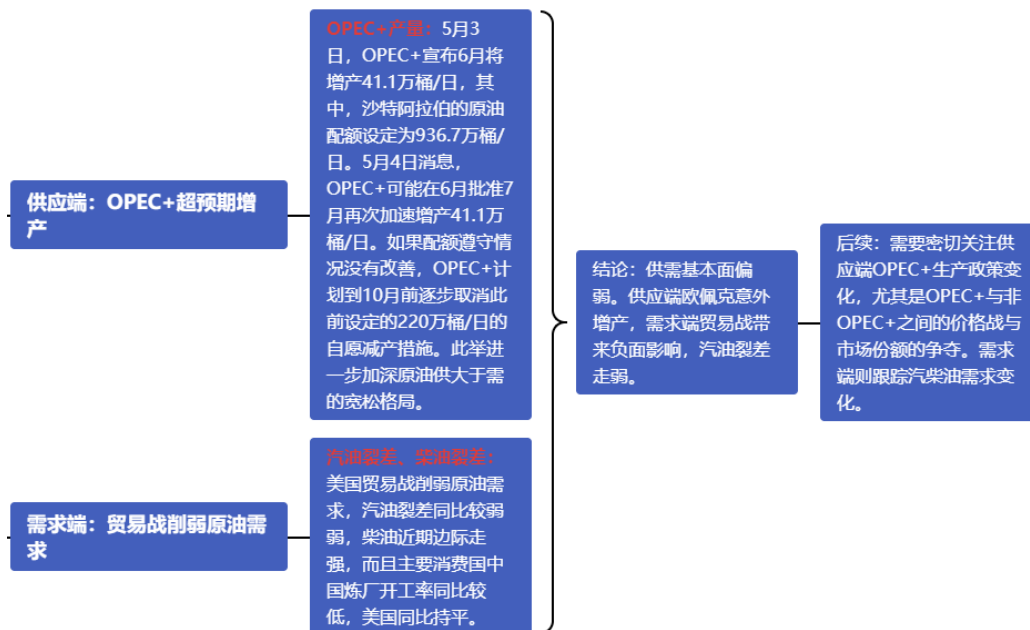 供应端：OPEC+超预期增
产
OPEC+产量：5月3
日，OPEC+宣布6月将
增产41.1万桶/日，其
中，沙特阿拉伯的原油
配额设定为936.7万桶/
日。5月4日消息，
OPEC+可能在6月批准7
月再次加速增产41.1万
桶/日。如果配额遵守情
况没有改善，OPEC+计
划到10月前逐步取消此
前设定的220万桶/日的
自愿减产措施。此举进
一步加深原油供大于需
的宽松格局。
需求端：贸易战削弱原油需
求
汽油裂差、柴油裂差：
美国贸易战削弱原油需
求，汽油裂差同比较弱
弱，柴油近期边际走
强，而且主要消费国中
国炼厂开工率同比较
低，美国同比持平。
结论：供需基本面偏
弱。供应端欧佩克意外
增产，需求端贸易战带
来负面影响，汽油裂差
走弱。
后续：需要密切关注供
应端OPEC+生产政策变
化，尤其是OPEC+与非
OPEC+之间的价格战与
市场份额的争夺。需求
端则跟踪汽柴油需求变
化。